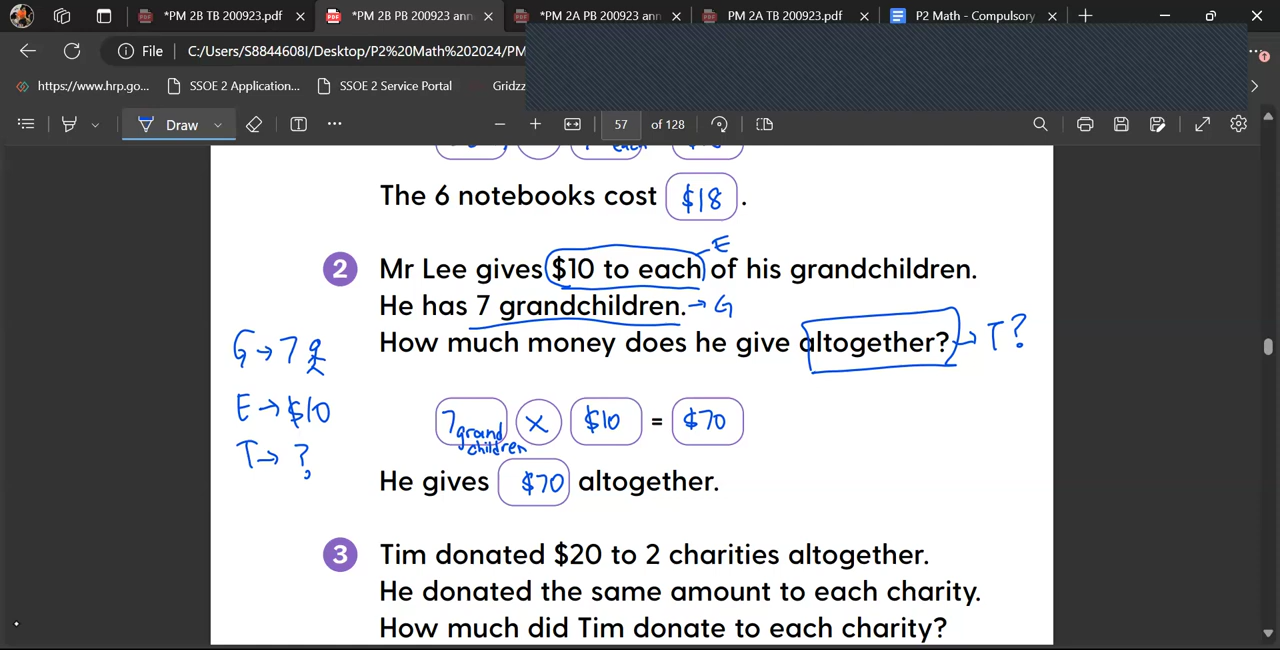 *PM 2B TB 200923.pdf
*PM 2B PB 200923 ann
*PM 2A PB 200923 ann
PM 2A TB 200923.pdf
P2 Math - Compulsory
File
C:/Users/S8844608I/Desktop/P2%20Math%202024/PM
https://www.hrp.go...
SSOE 2 Application...
SSOE 2 Service Portal
Gridzz
Draw
57
of 128
each
The 6 notebooks cost $18.
E
2 Mr Lee gives $10 to each of his grandchildren.
He has 7 grandchildren. → G
How much money does he give altogether? → T?
G → 7
E → $10
T → ?
7 grand children × $10 = $70
He gives $70 altogether.
3 Tim donated $20 to 2 charities altogether.
He donated the same amount to each charity.
How much did Tim donate to each charity?